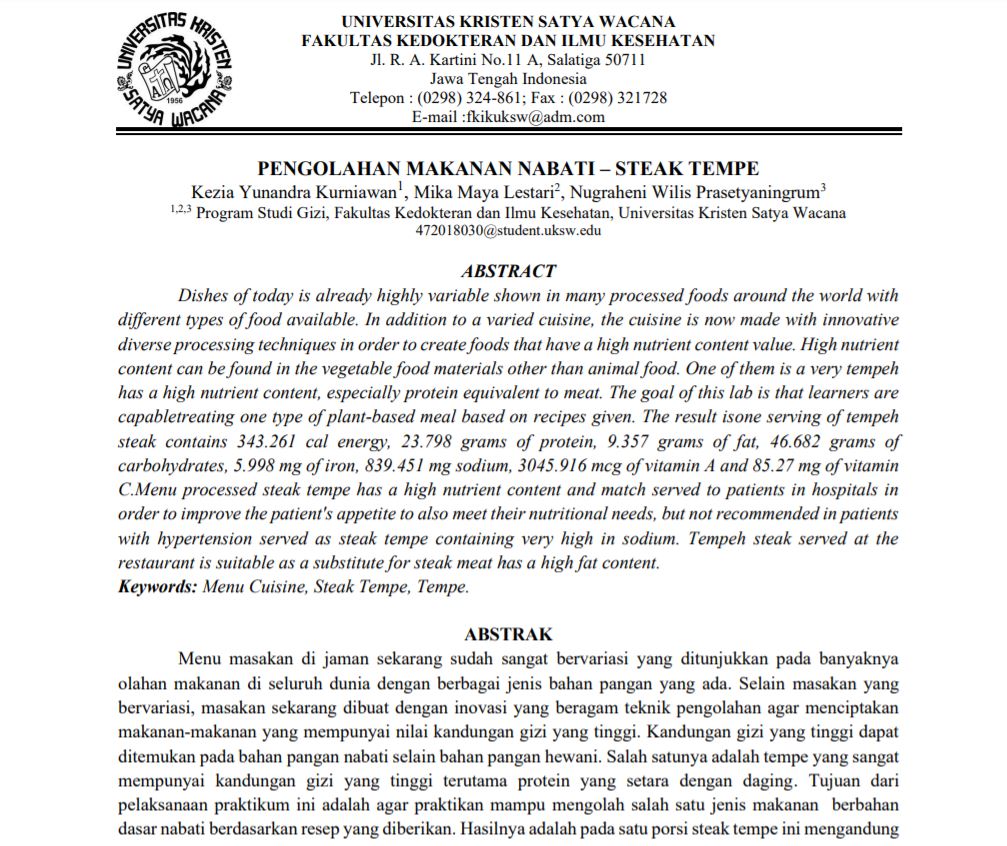 UNIVERSITAS KRISTEN
SATYA WACANA
1956
UNIVERSITAS KRISTEN SATYA WACANA
FAKULTAS KEDOKTERAN DAN ILMU KESEHATAN
Jl. R. A. Kartini No.11 A, Salatiga 50711
Jawa Tengah Indonesia
Telepon : (0298) 324-861; Fax : (0298) 321728
E-mail :fkikuksw@adm.com
PENGOLAHAN MAKANAN NABATI – STEAK TEMPE
Kezia Yunandra Kurniawan¹, Mika Maya Lestari², Nugraheni Wilis Prasetyaningrum³
¹,²,³ Program Studi Gizi, Fakultas Kedokteran dan Ilmu Kesehatan, Universitas Kristen Satya Wacana
472018030@student.uksw.edu
ABSTRACT
Dishes of today is already highly variable shown in many processed foods around the world with
different types of food available. In addition to a varied cuisine, the cuisine is now made with innovative
diverse processing techniques in order to create foods that have a high nutrient content value. High nutrient
content can be found in the vegetable food materials other than animal food. One of them is a very tempeh
has a high nutrient content, especially protein equivalent to meat. The goal of this lab is that learners are
capabletreating one type of plant-based meal based on recipes given. The result isone serving of tempeh
steak contains 343.261 cal energy, 23.798 grams of protein, 9.357 grams of fat, 46.682 grams of
carbohydrates, 5.998 mg of iron, 839.451 mg sodium, 3045.916 mcg of vitamin A and 85.27 mg of vitamin
C.Menu processed steak tempe has a high nutrient content and match served to patients in hospitals in
order to improve the patient's appetite to also meet their nutritional needs, but not recommended in patients
with hypertension served as steak tempe containing very high in sodium. Tempeh steak served at the
restaurant is suitable as a substitute for steak meat has a high fat content.
Keywords: Menu Cuisine, Steak Tempe, Tempe.
ABSTRAK
Menu masakan di jaman sekarang sudah sangat bervariasi yang ditunjukkan pada banyaknya
olahan makanan di seluruh dunia dengan berbagai jenis bahan pangan yang ada. Selain masakan yang
bervariasi, masakan sekarang dibuat dengan inovasi yang beragam teknik pengolahan agar menciptakan
makanan-makanan yang mempunyai nilai kandungan gizi yang tinggi. Kandungan gizi yang tinggi dapat
ditemukan pada bahan pangan nabati selain bahan pangan hewani. Salah satunya adalah tempe yang sangat
mempunyai kandungan gizi yang tinggi terutama protein yang setara dengan daging. Tujuan dari
pelaksanaan praktikum ini adalah agar praktikan mampu mengolah salah satu jenis makanan berbahan
dasar nabati berdasarkan resep yang diberikan. Hasilnya adalah pada satu porsi steak tempe ini mengandung